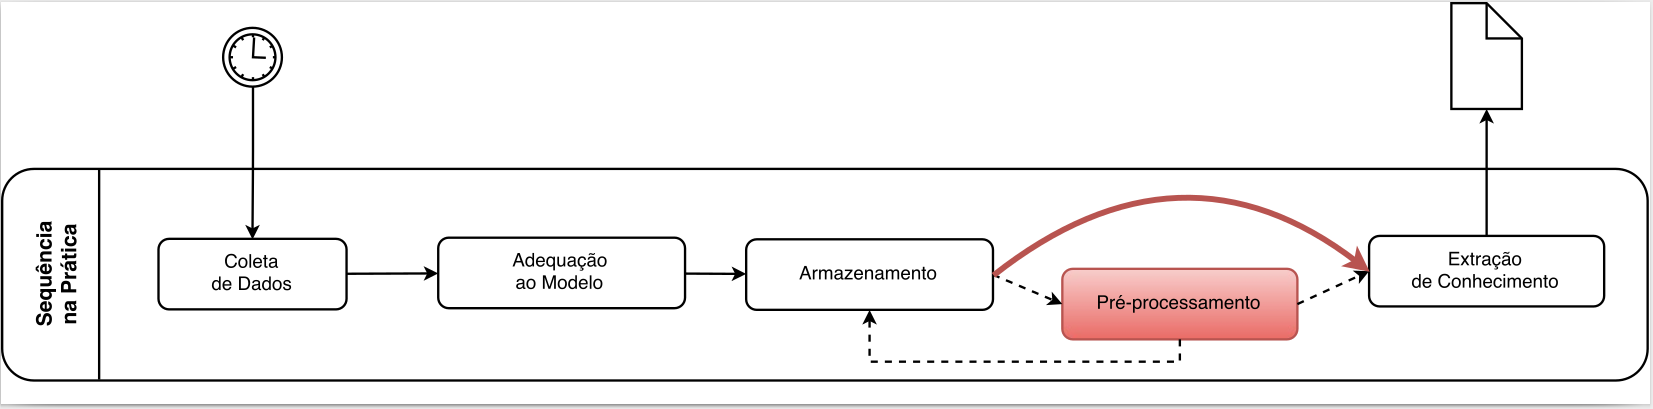 Sequência
na Prática
Coleta
de Dados
Adequação
ao Modelo
Armazenamento
Pré-processamento
Extração
de Conhecimento